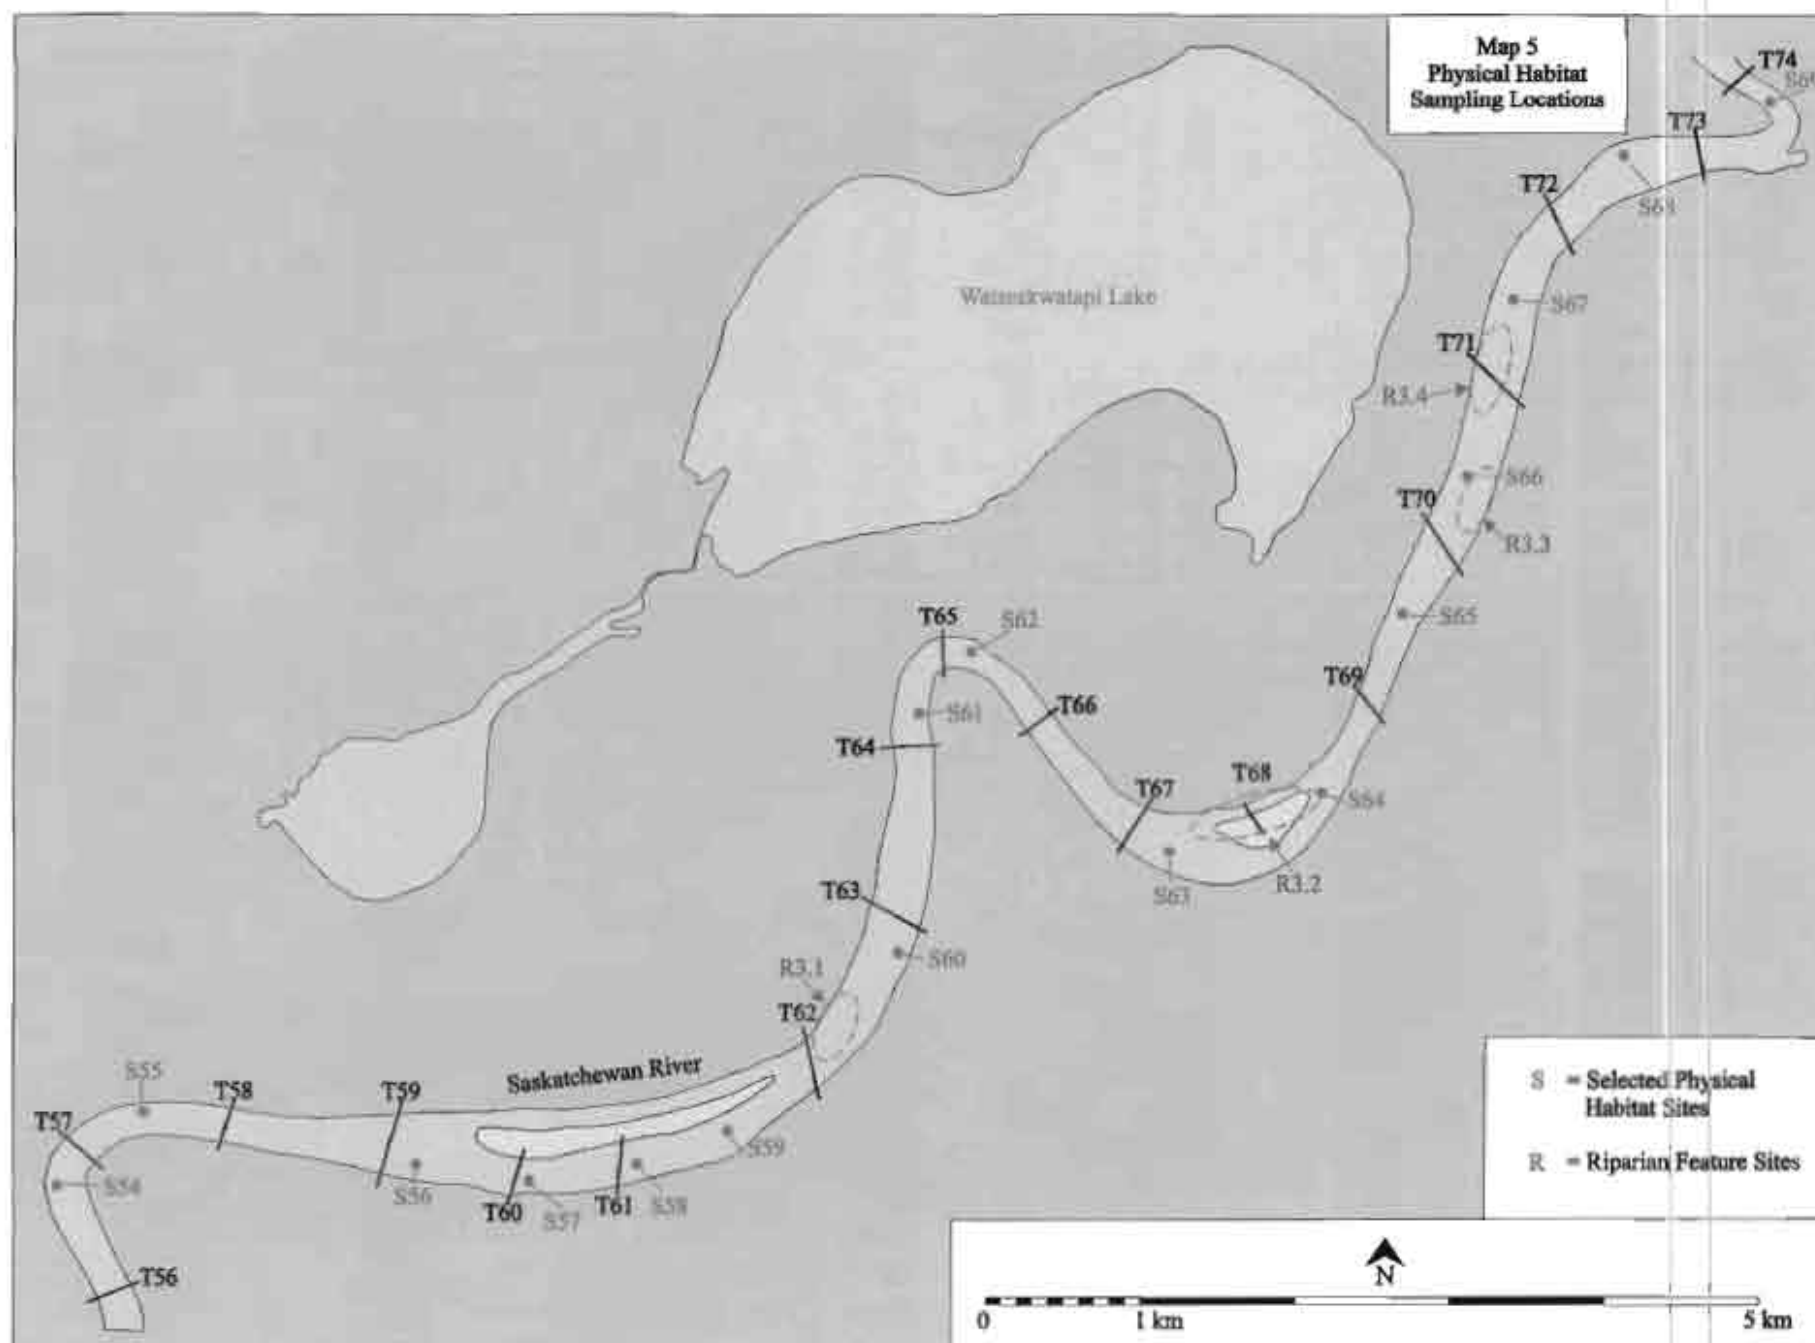 Map 5
Physical Habitat
Sampling Locations
T74
T73
T72
S67
T71
R3.4
S66
T70
R3.3
T65
S62
S65
T69
S61
T66
T64
T67
T68
S64
T63
R3.2
S63
S60
R3.1
T62
Saskatchewan River
S55
T58
T59
T57
S59
S54
S56
T60
S57
T61
S58
T56
S = Selected Physical
Habitat Sites
R = Riparian Feature Sites
N
0 1 km 5 km